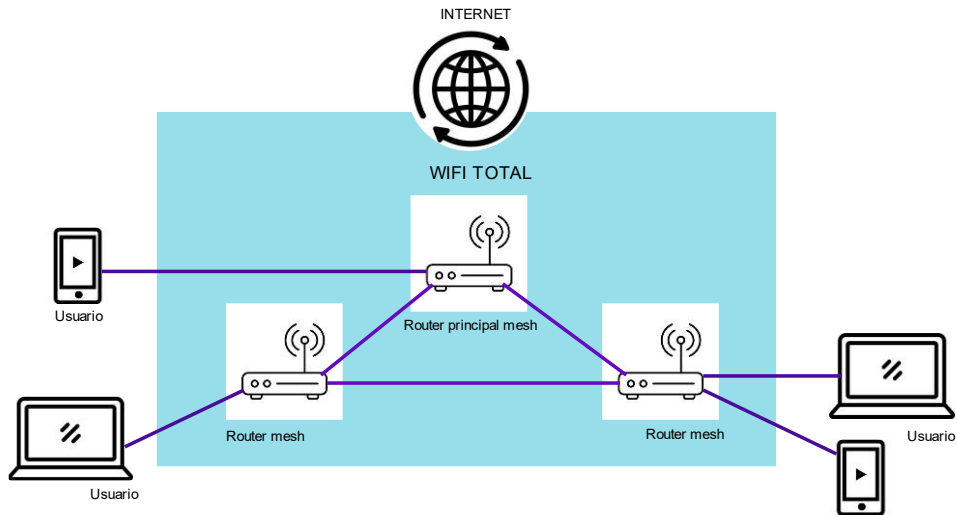 INTERNET
WIFI TOTAL
Usuario
Router principal mesh
Router mesh
Router mesh
Usuario
Usuario